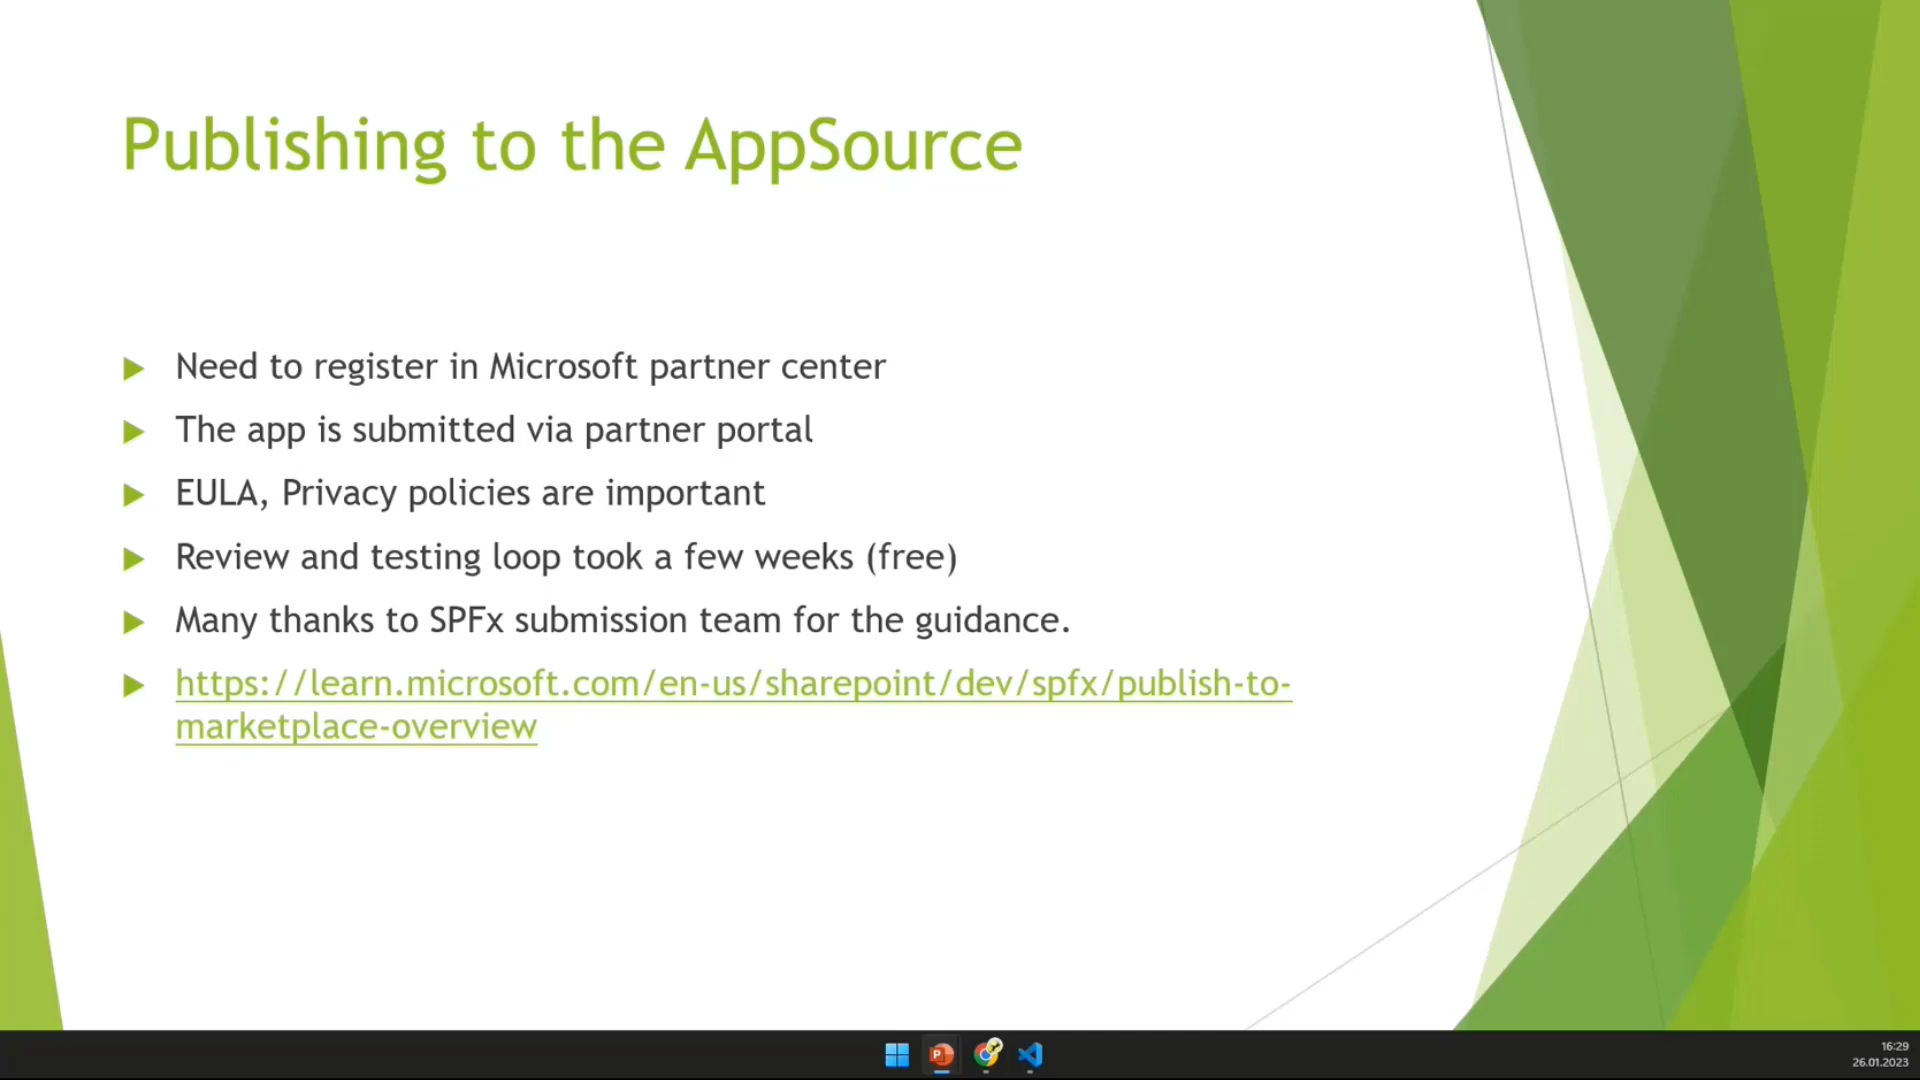 Publishing to the AppSource
Need to register in Microsoft partner center
The app is submitted via partner portal
EULA, Privacy policies are important
Review and testing loop took a few weeks (free)
Many thanks to SPFx submission team for the guidance.
https://learn.microsoft.com/en-us/sharepoint/dev/spfx/publish-to-
marketplace-overview
16:29
26.01.2023